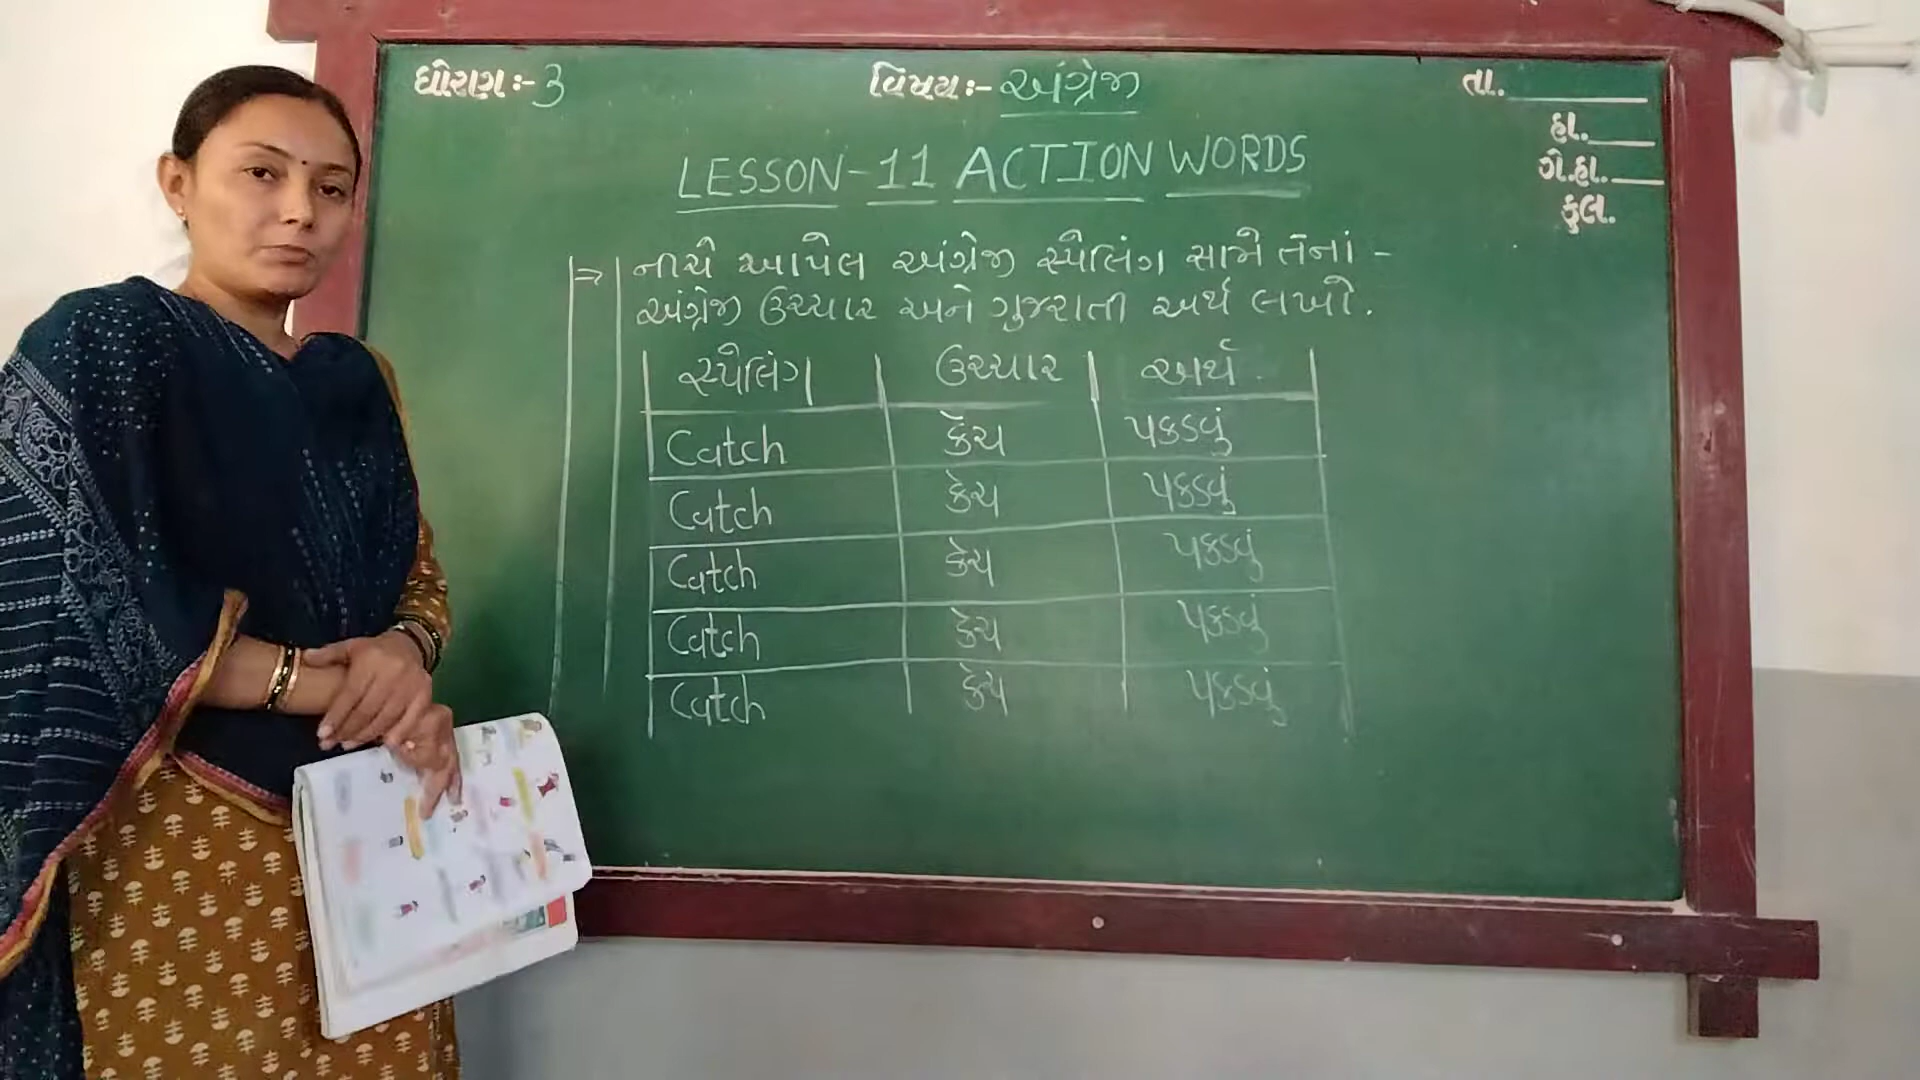 ધોરણઃ-3 વિષયઃ- અંગ્રેજી તા.
હા.
ગે.હા.
કુલ.
LESSON-11 ACTION WORDS
⇒ નીચે આપેલ અંગ્રેજી સ્પેલિંગ સામે તેનાં -
અંગ્રેજી ઉચ્ચાર અને ગુજરાતી અર્થ લખો.
સ્પેલિંગ ઉચ્ચાર અર્થ
Catch કેચ પકડવું
Catch કેચ પકડવું
Catch કેચ પકડવું
Catch કેચ પકડવું
Catch કેચ પકડવું